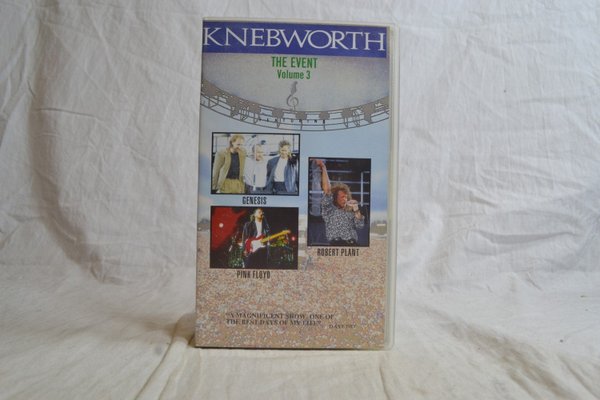 KNEBWORTH
THE EVENT
Volume 3
GENESIS
ROBERT PLANT
PINK FLOYD
"A MAGNIFICENT SHOW, ONE OF
THE BEST DAYS OF MY LIFE"